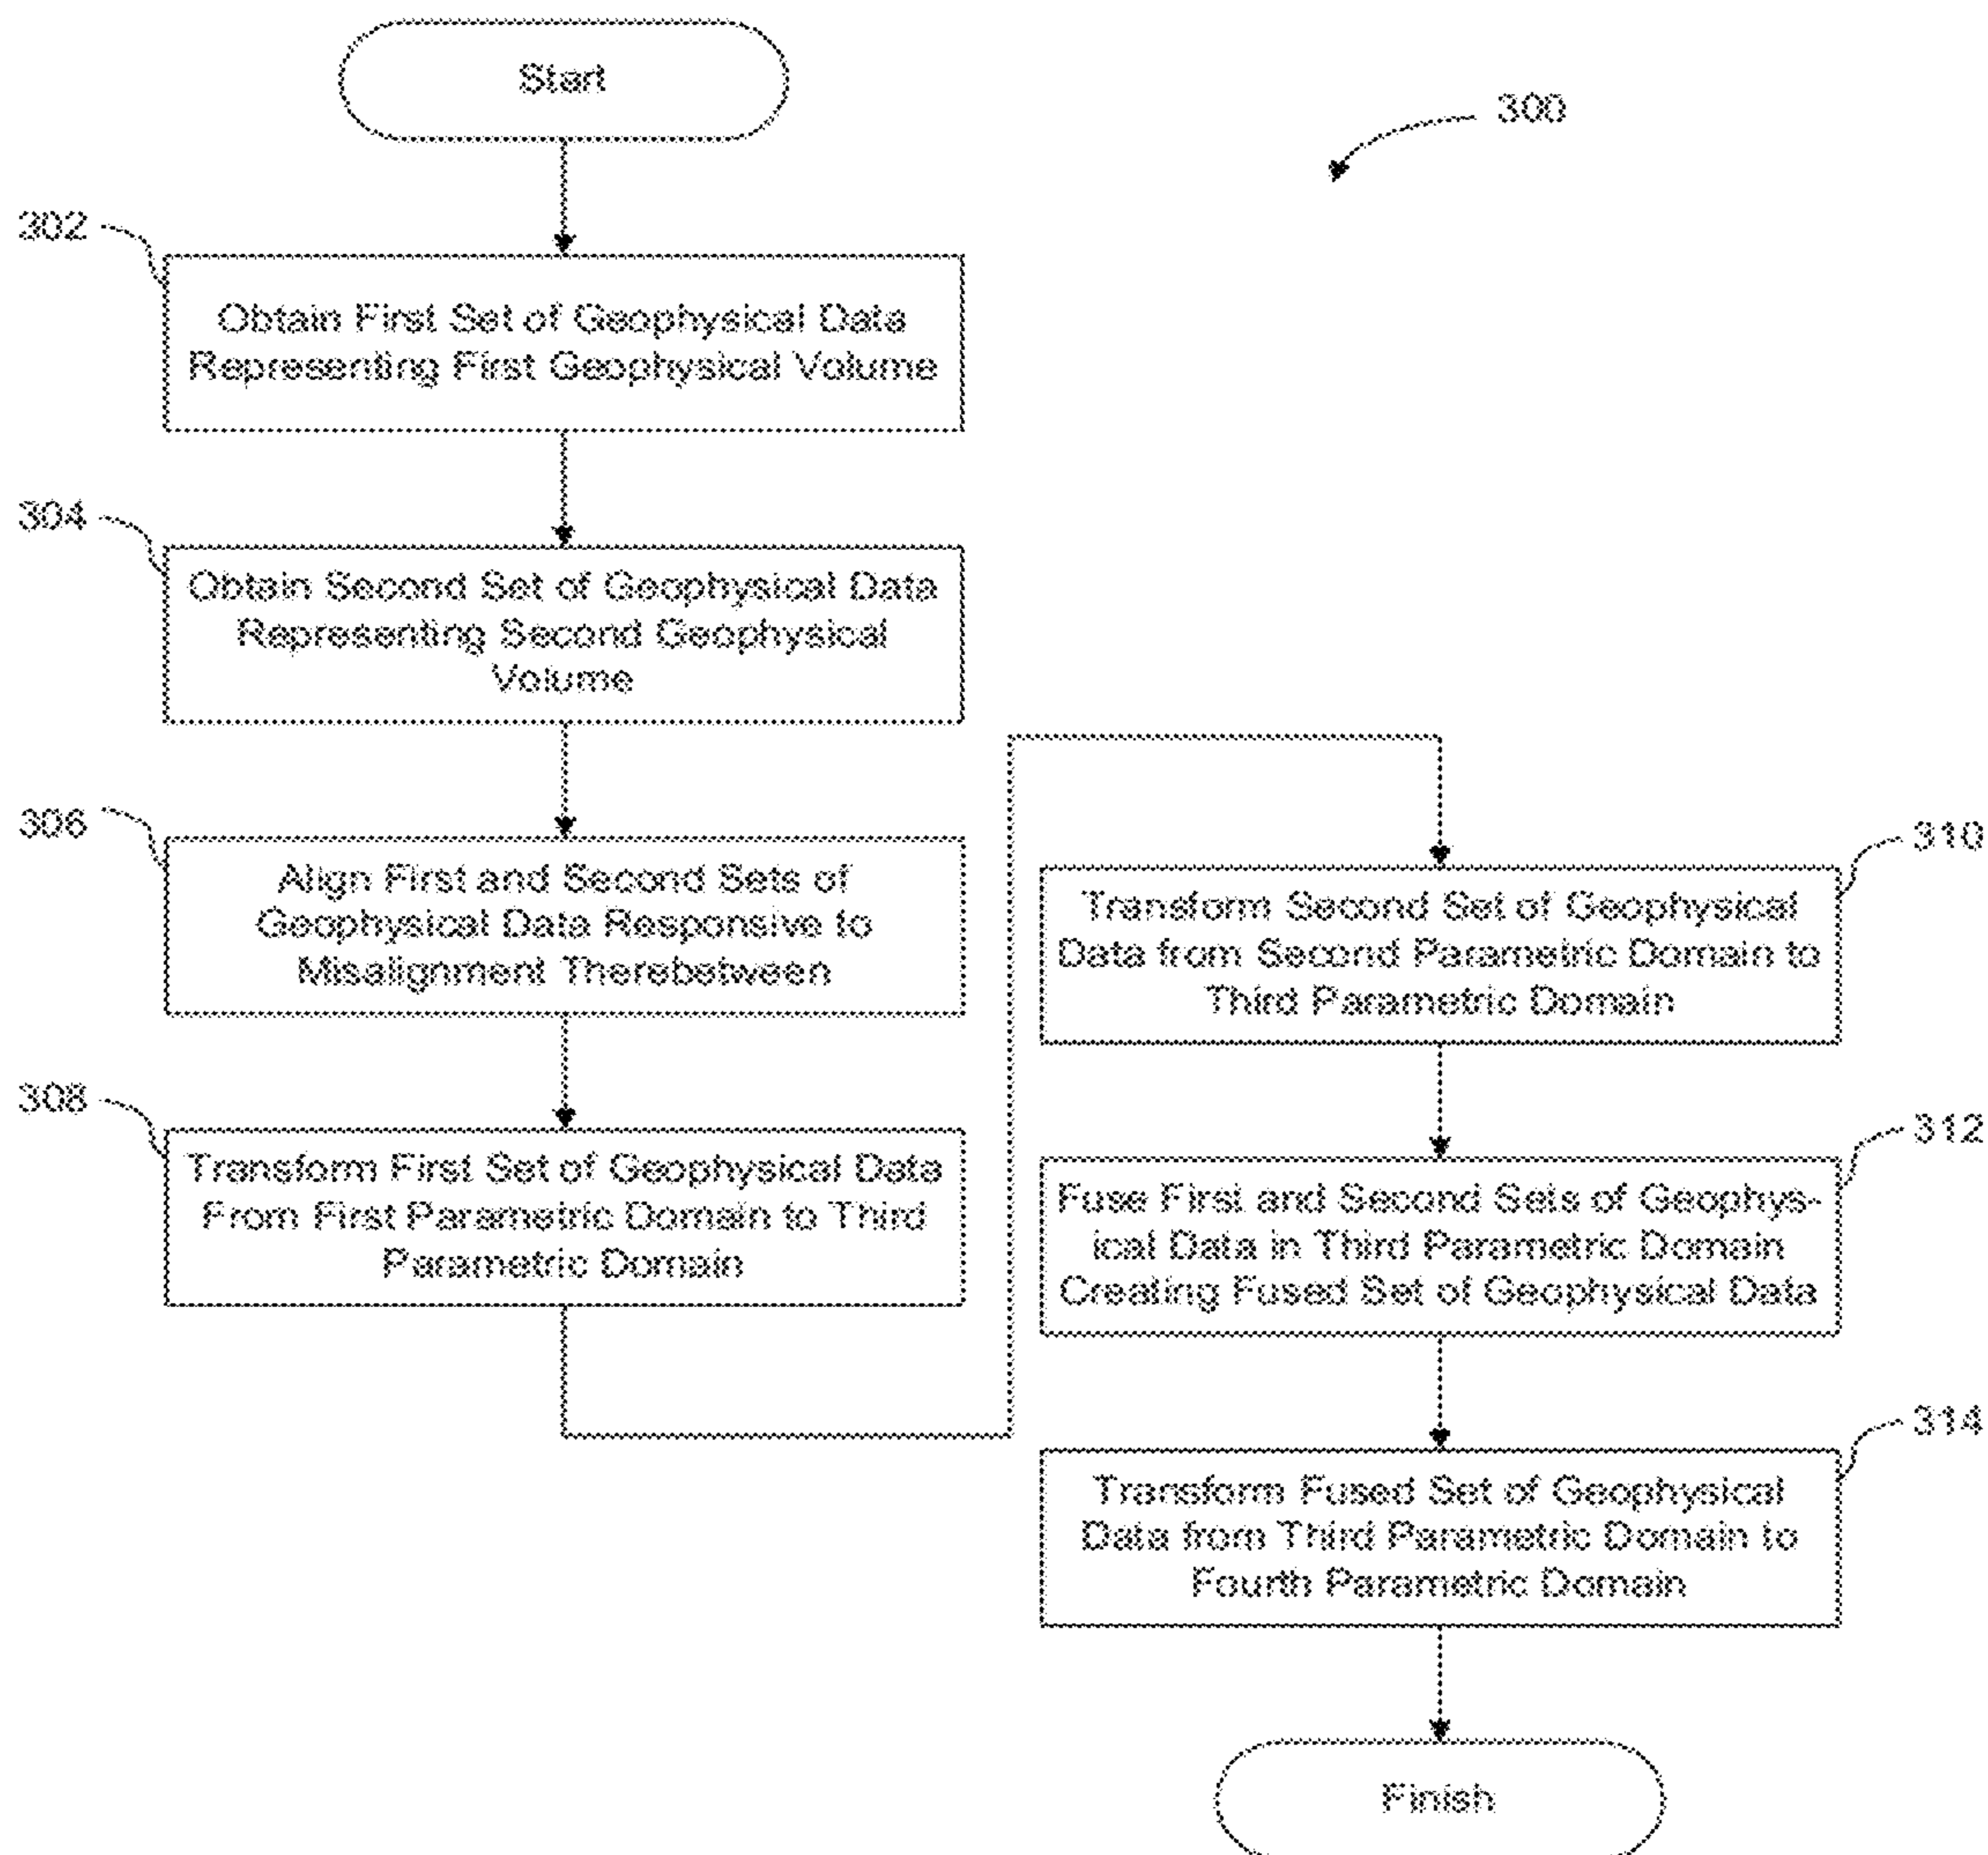 Start
300
302
Obtain First Set of Geophysical Data
Representing First Geophysical Volume
304
Obtain Second Set of Geophysical Data
Representing Second Geophysical
Volume
306
Align First and Second Sets of
Geophysical Data Responsive to
Misalignment Therebetween
308
Transform First Set of Geophysical Data
From First Parametric Domain to Third
Parametric Domain
310
Transform Second Set of Geophysical
Data from Second Parametric Domain to
Third Parametric Domain
312
Fuse First and Second Sets of Geophys-
ical Data in Third Parametric Domain
Creating Fused Set of Geophysical Data
314
Transform Fused Set of Geophysical
Data from Third Parametric Domain to
Fourth Parametric Domain
Finish